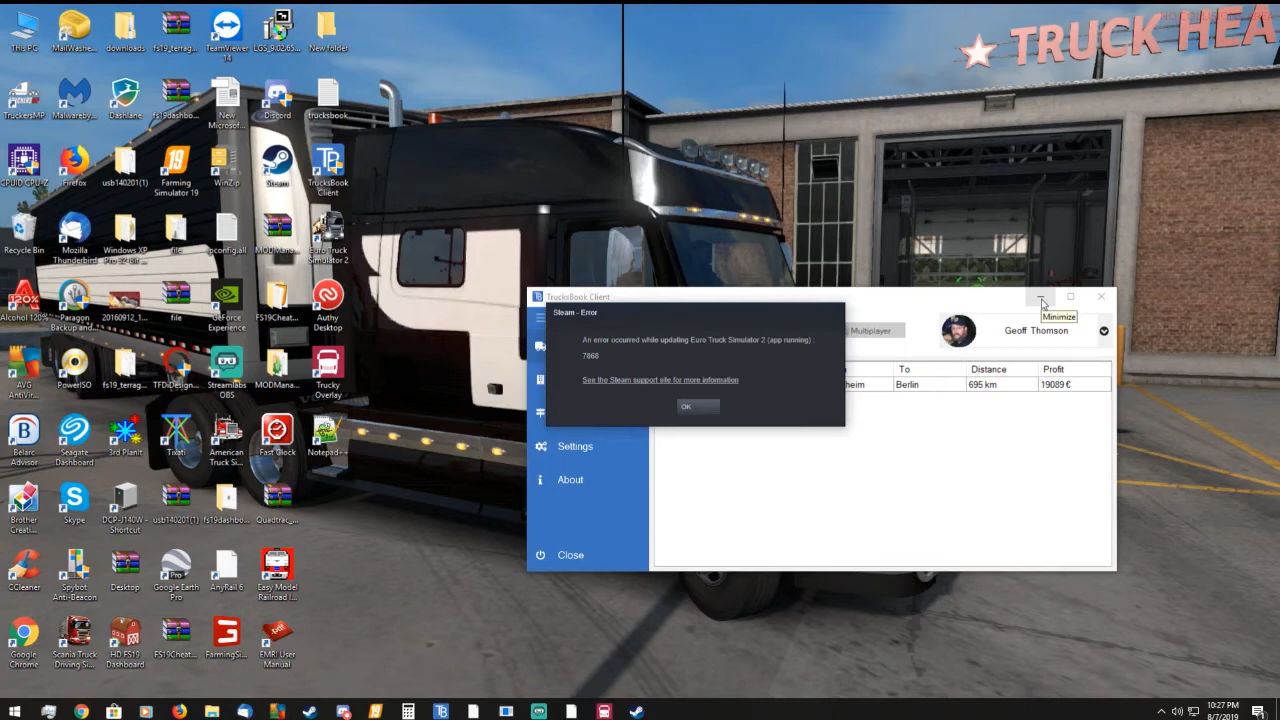 TRUCK HEA
This PC
MailWashe...
downloads
fs19_terrag...
TeamViewer
14
LGS_9.02.65...
New folder
TruckersMP
Malwareby...
Dashlane
fs19dashbo...
New
Microsof...
Discord
trucksbook
CPUID CPU-Z
Firefox
usb140201(1)
Farming
Simulator 19
WinZip
Steam
TrucksBook
Client
Recycle Bin
Mozilla
Thunderbird
Windows XP
Pro 32 Bit ...
file
ipconfig.all
MODMana...
Euro Truck
Simulator 2
Alcohol 120%
Paragon
Backup and...
20160912_1...
file
GeForce
Experience
FS19Cheat...
Authy
Desktop
AVG
AntiVir...
PowerISO
fs19_terrag...
TFDiDesign...
Streamlabs
OBS
MODMana...
Trucky
Overlay
Belarc
Advisor
Seagate
Dashboard
3rd PlanIt
Tixati
American
Truck Si...
Fast Clock
Notepad++
Brother
Creati...
Skype
DCP-J140W -
Shortcut
usb140201(1)
fs19dashbo...
Quadtrac_...
CCleaner
Spybot
Anti-Beacon
Desktop
Google Earth
Pro
AnyRail 6
Easy Model
Railroad I...
Google
Chrome
Scania Truck
Driving Si...
HD FS19
Dashboard
FS19Cheat...
FarmingSi...
EMRI User
Manual
TrucksBook Client
Minimize
Multiplayer
Geoff Thomson
To
Distance
Profit
heim
Berlin
695 km
19089 €
Settings
About
Close
Steam - Error
An error occurred while updating Euro Truck Simulator 2 (app running) :
7868
See the Steam support site for more information
OK
10:27 PM
8/7/2019